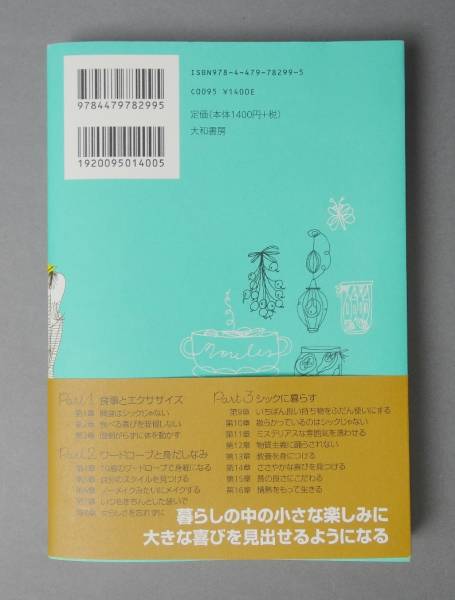 ISBN978-4-479-78299-5
C0095 ¥1400E
定価(本体1400円+税)
大和書房
9784479782995
1920095014005
Moules
Part 1 食事とエクササイズ
第1章 間食はシックじゃない
第2章 食べる喜びを我慢しない
第3章 面倒がらずに体を動かす
Part 2 ワードローブと身だしなみ
第4章 10着のワードローブで身軽になる
第5章 自分のスタイルを見つける
第6章 ノーメイクみたいにメイクする
第7章 いつもきちんとした装いで
第8章 女らしさを忘れずに
Part 3 シックに暮らす
第9章 いちばん良い持ち物をふだん使いにする
第10章 散らかっているのはシックじゃない
第11章 ミステリアスな雰囲気を漂わせる
第12章 物質主義に踊らされない
第13章 教養を身につける
第14章 ささやかな喜びを見つける
第15章 質の良さにこだわる
第16章 情熱をもって生きる
暮らしの中の小さな楽しみに
大きな喜びを見出せるようになる